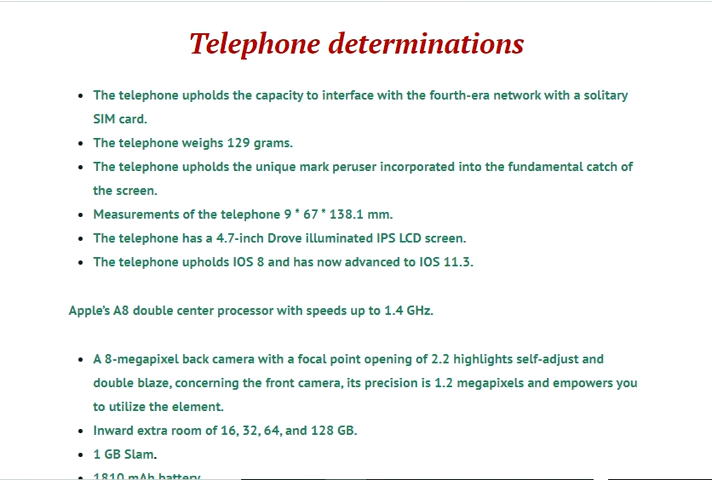 Telephone determinations
The telephone upholds the capacity to interface with the fourth-era network with a solitary
SIM card.
The telephone weighs 129 grams.
The telephone upholds the unique mark peruser incorporated into the fundamental catch of
the screen.
Measurements of the telephone 9 * 67 * 138.1 mm.
The telephone has a 4.7-inch Drove illuminated IPS LCD screen.
The telephone upholds IOS 8 and has now advanced to IOS 11.3.
Apple’s A8 double center processor with speeds up to 1.4 GHz.
A 8-megapixel back camera with a focal point opening of 2.2 highlights self-adjust and
double blaze, concerning the front camera, its precision is 1.2 megapixels and empowers you
to utilize the element.
Inward extra room of 16, 32, 64, and 128 GB.
1 GB Slam.
1810 mAh battery